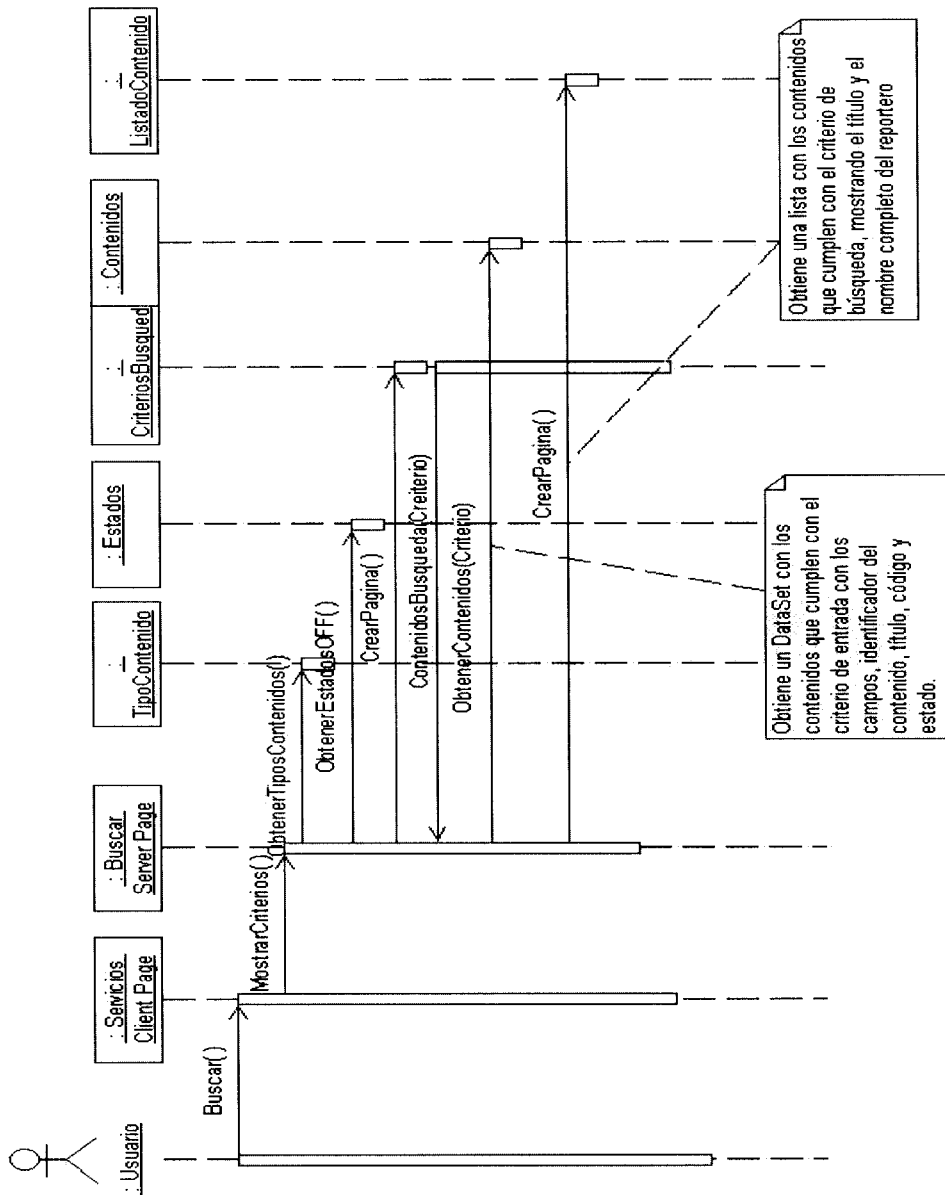 : Usuario
: Servicios
Client Page
: Buscar
Server Page
:
TipoContenido
: Estados
:
CriteriosBusqued
: Contenidos
:
ListadoContenido
Buscar( )
MostrarCriterios( )
ObtenerTiposContenidos( )
ObtenerEstadosOFF( )
CrearPagina( )
ContenidosBusqueda(Creiterio)
ObtenerContenidos(Criterio)
CrearPagina( )
Obtiene un DataSet con los
contenidos que cumplen con el
criterio de entrada con los
campos, identificador del
contenido, título, código y
estado.
Obtiene una lista con los contenidos
que cumplen con el criterio de
búsqueda, mostrando el título y el
nombre completo del reportero